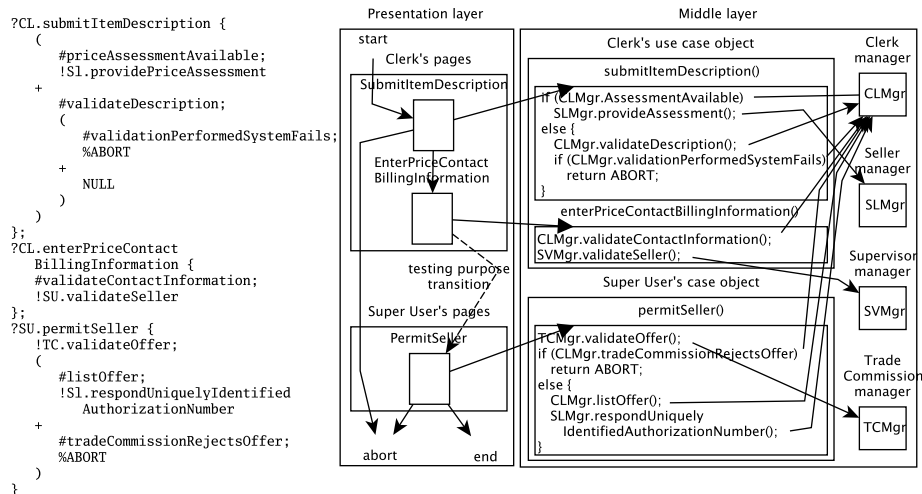 ?CL.submitItemDescription {
(
#priceAssessmentAvailable;
!Sl.providePriceAssessment
+
#validateDescription;
(
#validationPerformedSystemFails;
%ABORT
+
NULL
)
)
};
?CL.enterPriceContact
BillingInformation {
#validateContactInformation;
!SU.validateSeller
};
?SU.permitSeller {
!TC.validateOffer;
(
#listOffer;
!Sl.respondUniquelyIdentified
AuthorizationNumber
+
#tradeCommissionRejectsOffer;
%ABORT
)
}
Presentation layer
start
Clerk's pages
SubmitItemDescription
EnterPriceContact
BillingInformation
testing purpose
transition
Super User's pages
PermitSeller
abort
end
Middle layer
Clerk's use case object
submitItemDescription()
if (CLMgr.AssessmentAvailable)
SLMgr.provideAssessment();
else {
CLMgr.validateDescription();
if (CLMgr.validationPerformedSystemFails)
return ABORT;
}
enterPriceContactBillingInformation()
CLMgr.validateContactInformation();
SVMgr.validateSeller();
Super User's case object
permitSeller()
TCMgr.validateOffer();
if (CLMgr.tradeCommissionRejectsOffer)
return ABORT;
else {
CLMgr.listOffer();
SLMgr.respondUniquely
IdentifiedAuthorizationNumber();
}
Clerk
manager
CLMgr
Seller
manager
SLMgr
Supervisor
manager
SVMgr
Trade
Commission
manager
TCMgr